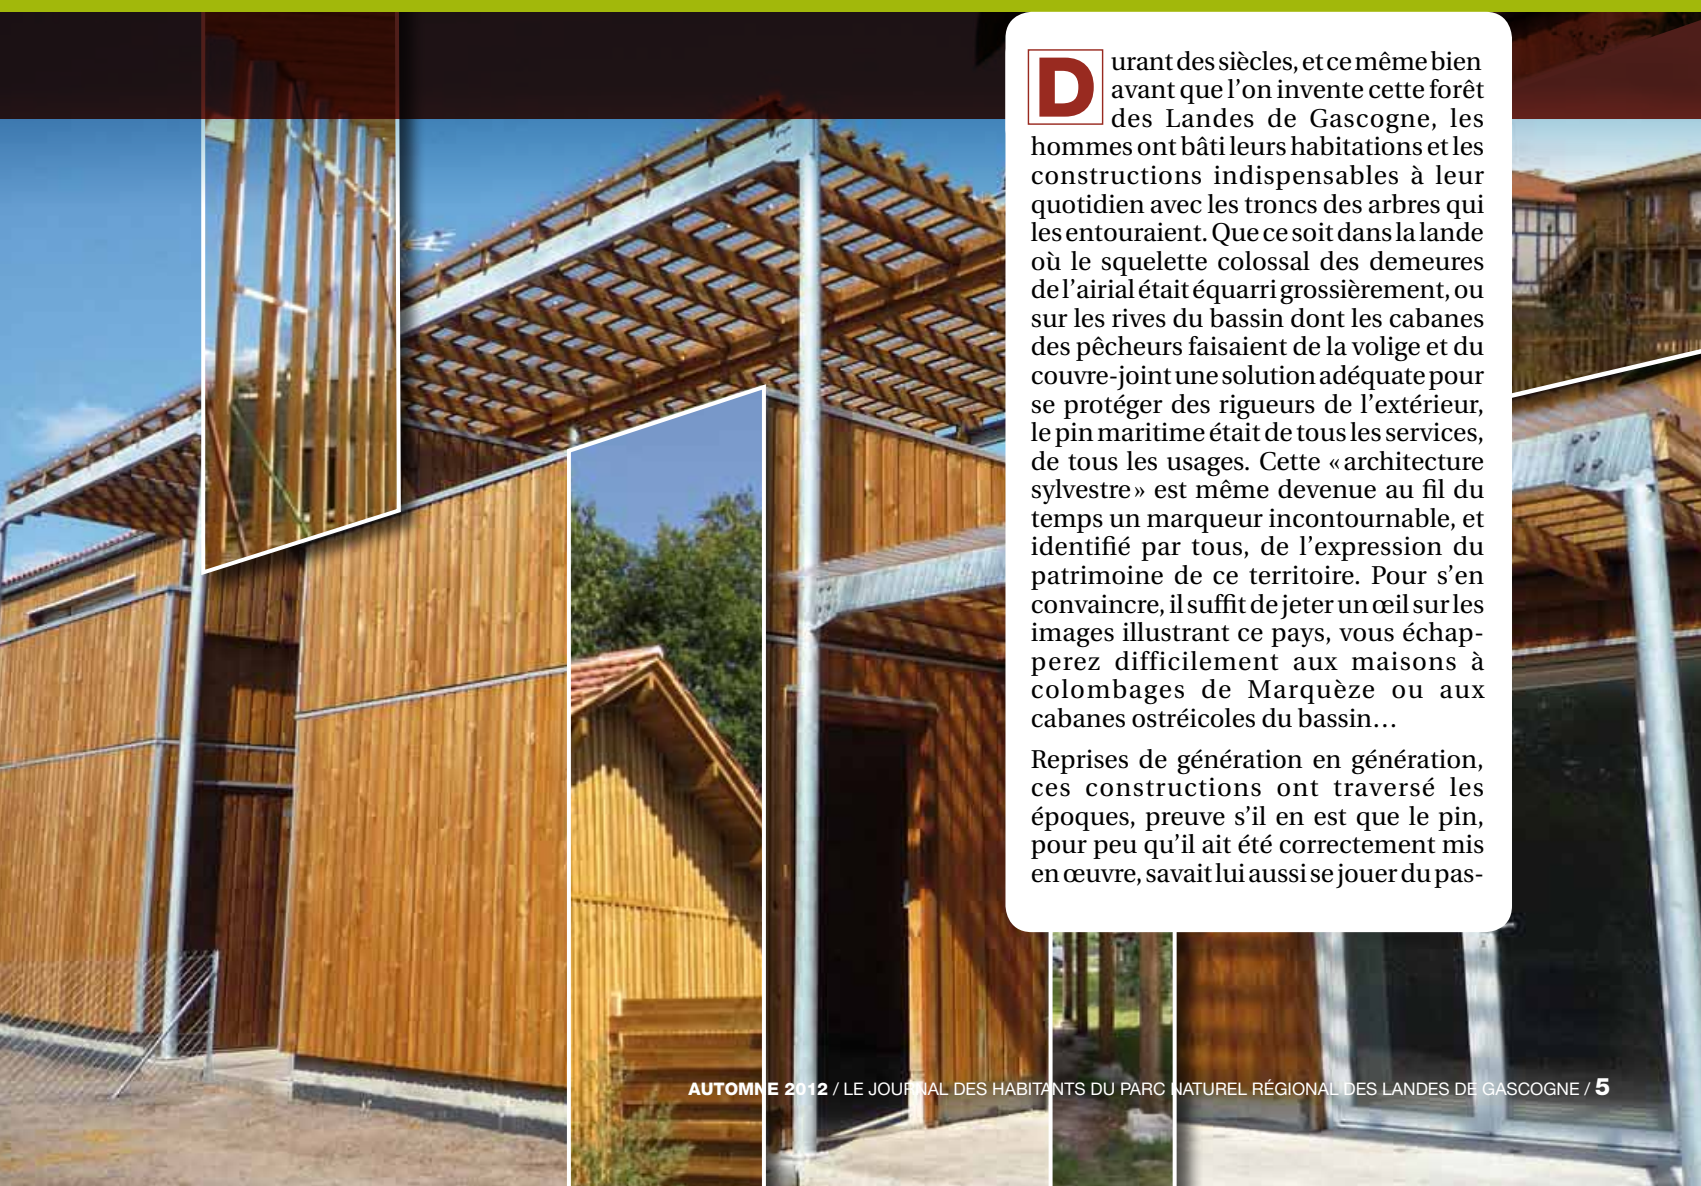 Durant des siècles, et ce même bien
avant que l'on invente cette forêt
des Landes de Gascogne, les
hommes ont bâti leurs habitations et les
constructions indispensables à leur
quotidien avec les troncs des arbres qui
les entouraient. Que ce soit dans la lande
où le squelette colossal des demeures
de l'airial était équarri grossièrement, ou
sur les rives du bassin dont les cabanes
des pêcheurs faisaient de la volige et du
couvre-joint une solution adéquate pour
se protéger des rigueurs de l'extérieur,
le pin maritime était de tous les services,
de tous les usages. Cette « architecture
sylvestre » est même devenue au fil du
temps un marqueur incontournable, et
identifié par tous, de l'expression du
patrimoine de ce territoire. Pour s'en
convaincre, il suffit de jeter un œil sur les
images illustrant ce pays, vous échap-
perez difficilement aux maisons à
colombages de Marquèze ou aux
cabanes ostréicoles du bassin…
Reprises de génération en génération,
ces constructions ont traversé les
époques, preuve s'il en est que le pin,
pour peu qu'il ait été correctement mis
en œuvre, savait lui aussi se jouer du pas-
AUTOMNE 2012 / LE JOURNAL DES HABITANTS DU PARC NATUREL RÉGIONAL DES LANDES DE GASCOGNE / 5